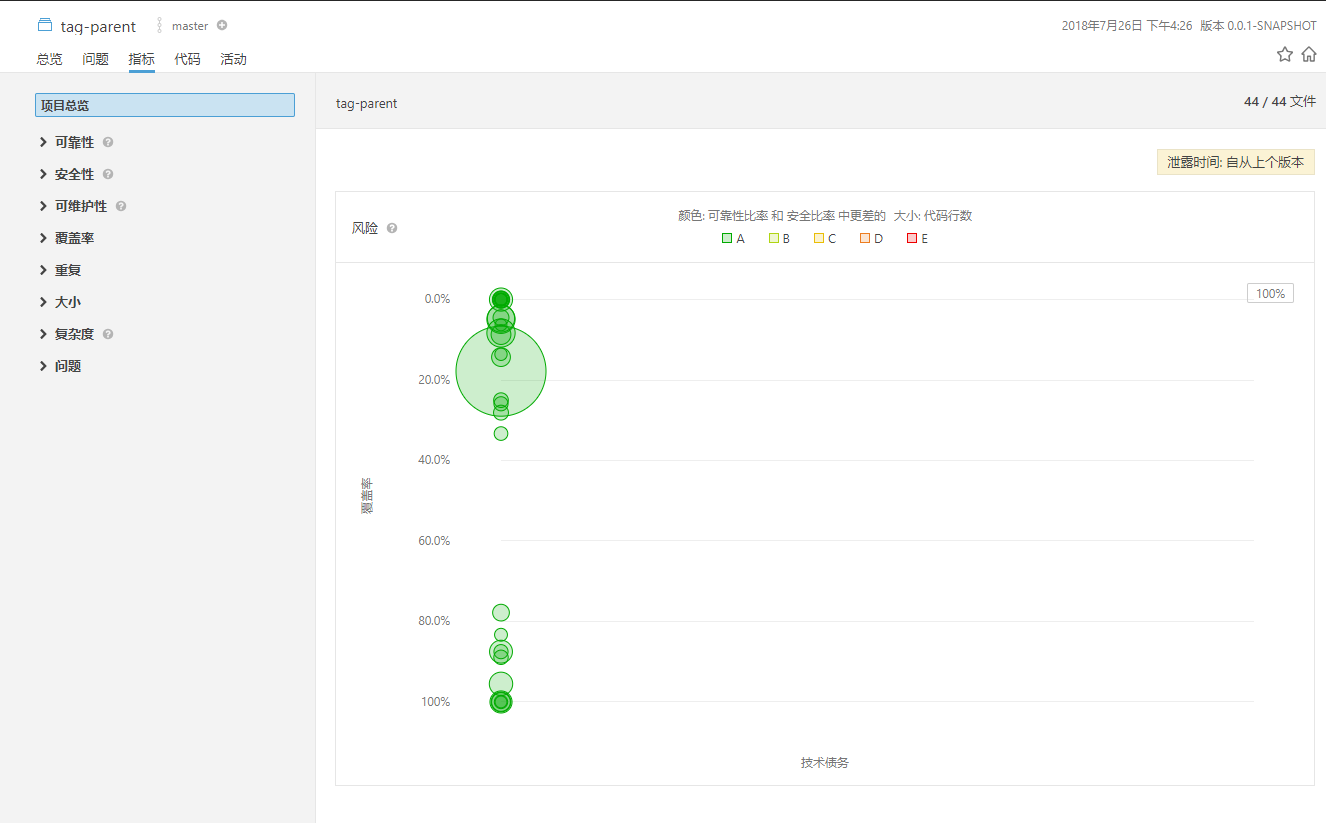 tag-parent master
2018年7月26日 下午4:26 版本 0.0.1-SNAPSHOT
总览 问题 指标 代码 活动
项目总览
可靠性
安全性
可维护性
覆盖率
重复
大小
复杂度
问题
tag-parent
44 / 44 文件
泄露时间: 自从上个版本
风险
颜色: 可靠性比率 和 安全比率 中更差的 大小: 代码行数
A B C D E
100%
0.0%
20.0%
40.0%
60.0%
80.0%
100%
覆盖率
技术债务